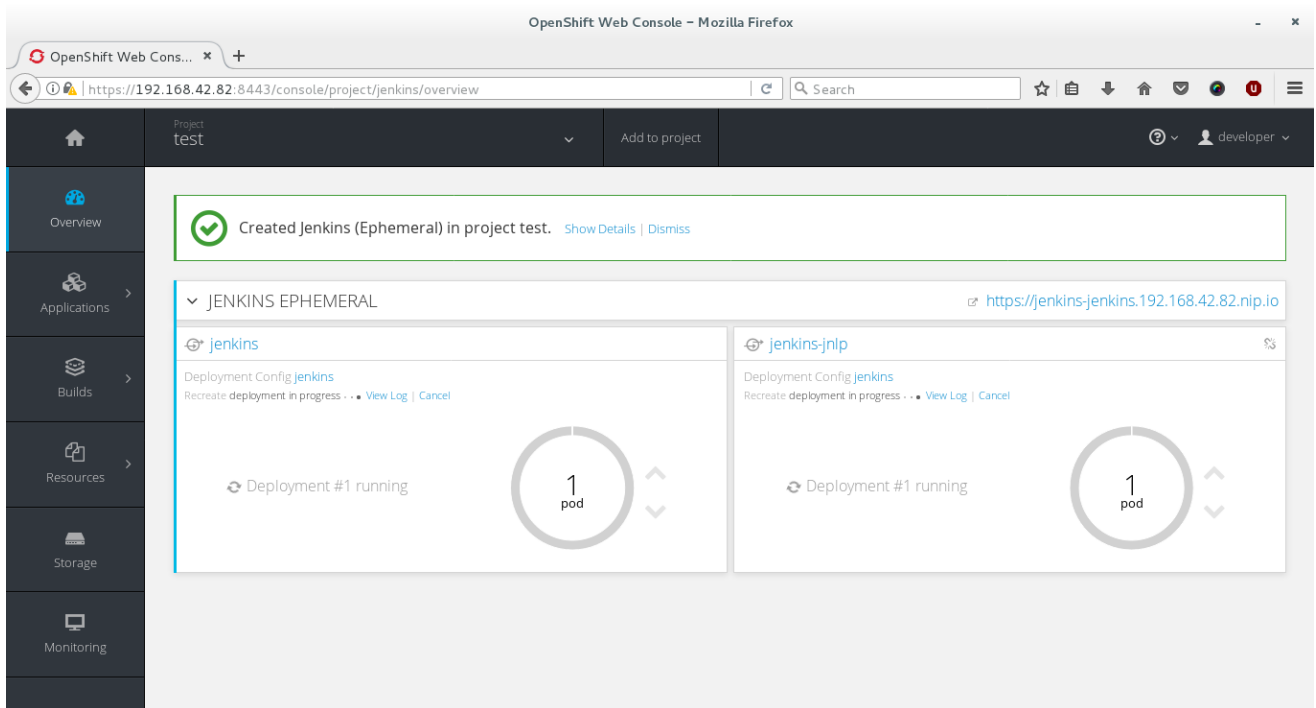 OpenShift Web Console – Mozilla Firefox
OpenShift Web Cons...
https://192.168.42.82:8443/console/project/jenkins/overview
Search
Project
test
Add to project
developer
Overview
Created Jenkins (Ephemeral) in project test. Show Details | Dismiss
Applications
JENKINS EPHEMERAL
https://jenkins-jenkins.192.168.42.82.nip.io
jenkins
Deployment Config jenkins
Recreate deployment in progress View Log | Cancel
Deployment #1 running
1
pod
jenkins-jnlp
Deployment Config jenkins
Recreate deployment in progress View Log | Cancel
Deployment #1 running
1
pod
Builds
Resources
Storage
Monitoring